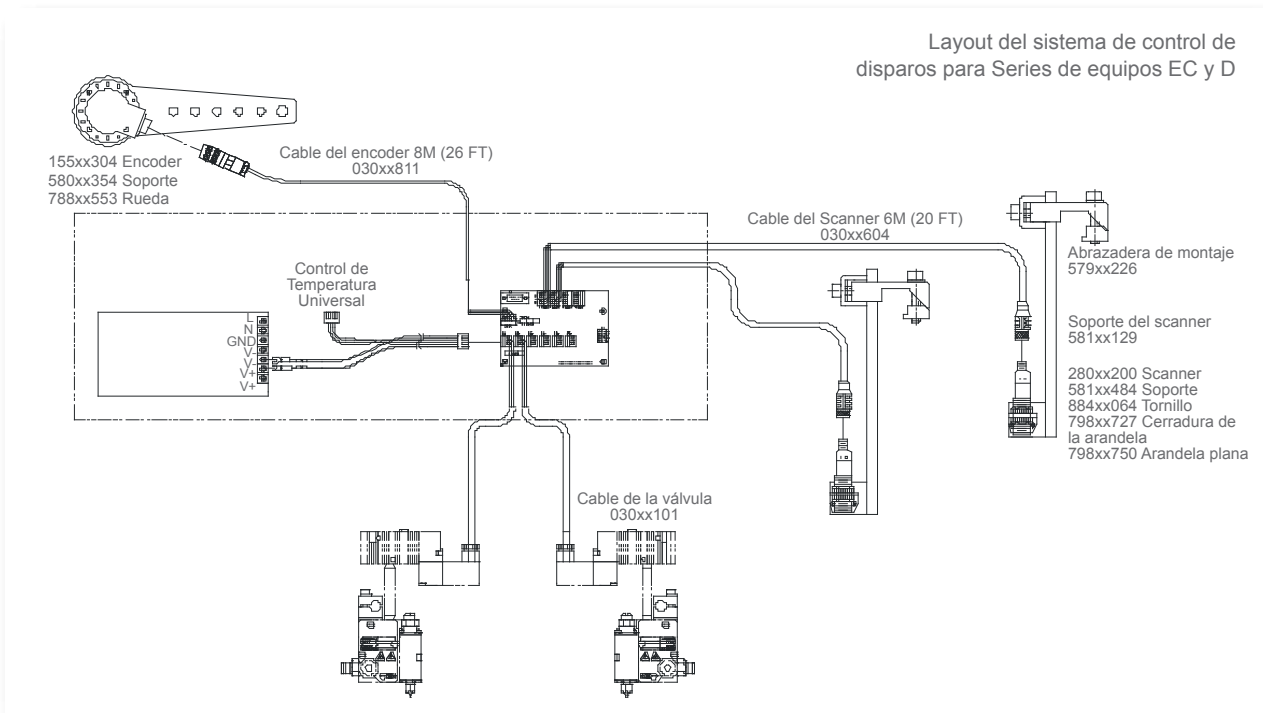 Layout del sistema de control de
disparos para Series de equipos EC y D
155xx304 Encoder
580xx354 Soporte
788xx553 Rueda
Cable del encoder 8M (26 FT)
030xx811
Cable del Scanner 6M (20 FT)
030xx604
Abrazadera de montaje
579xx226
Control de
Temperatura
Universal
L
N
GND
V-
V-
V+
V+
Soporte del scanner
581xx129
280xx200 Scanner
581xx484 Soporte
884xx064 Tornillo
798xx727 Cerradura de
la arandela
798xx750 Arandela plana
Cable de la válvula
030xx101